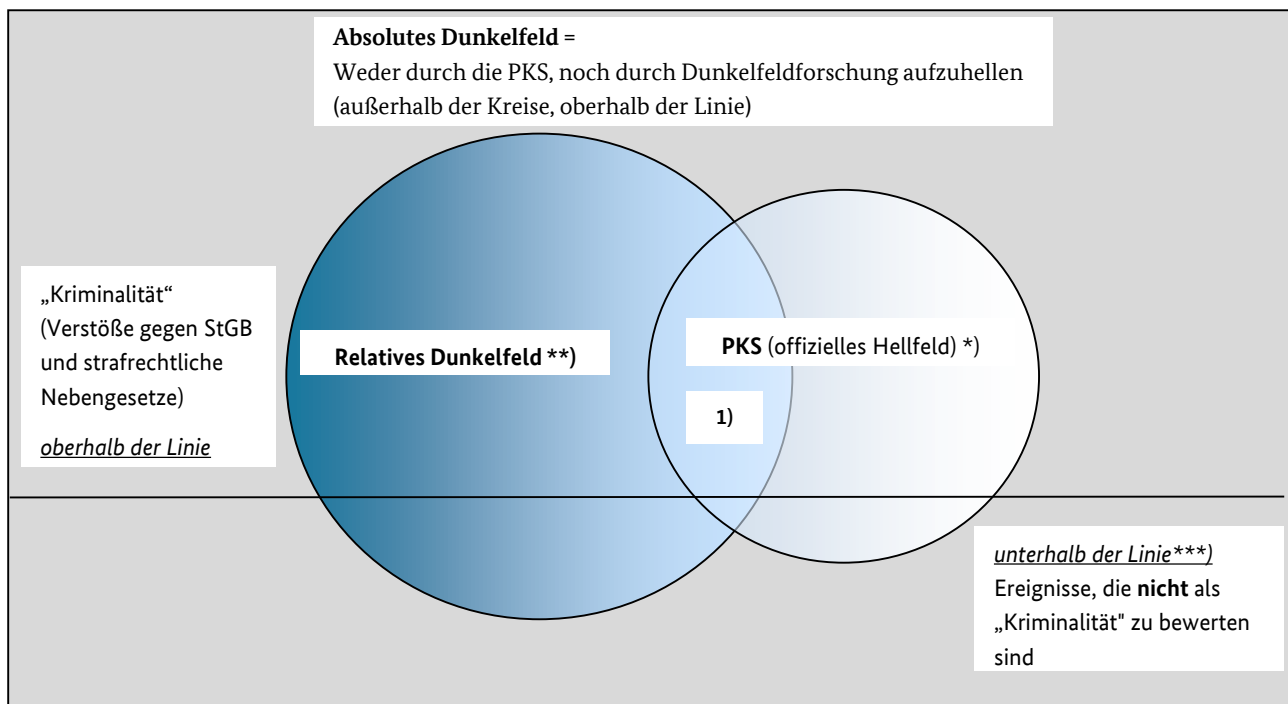 Absolutes Dunkelfeld =
Weder durch die PKS, noch durch Dunkelfeldforschung aufzuhellen
(außerhalb der Kreise, oberhalb der Linie)
„Kriminalität“
(Verstöße gegen StGB
und strafrechtliche
Nebengesetze)
oberhalb der Linie
Relatives Dunkelfeld **)
PKS (offizielles Hellfeld) *)
1)
unterhalb der Linie***)
Ereignisse, die nicht als
„Kriminalität" zu bewerten
sind